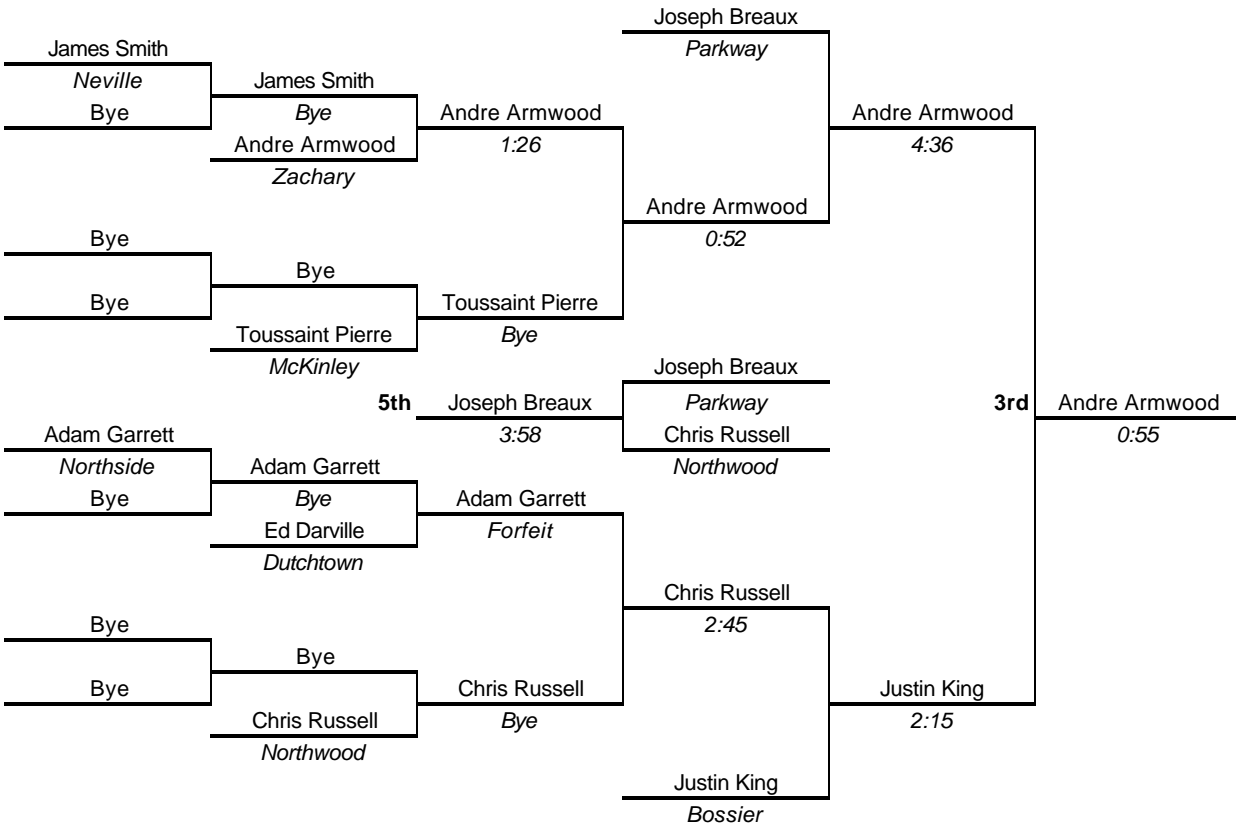 Joseph Breaux
Parkway
James Smith
Neville
Bye
James Smith
Bye
Andre Armwood
Zachary
Andre Armwood
1:26
Andre Armwood
4:36
Andre Armwood
0:52
Bye
Bye
Bye
Toussaint Pierre
McKinley
Toussaint Pierre
Bye
Joseph Breaux
Parkway
Chris Russell
Northwood
5th Joseph Breaux
3:58
3rd Andre Armwood
0:55
Adam Garrett
Northside
Bye
Adam Garrett
Bye
Ed Darville
Dutchtown
Adam Garrett
Forfeit
Chris Russell
2:45
Bye
Bye
Bye
Chris Russell
Northwood
Chris Russell
Bye
Justin King
2:15
Justin King
Bossier